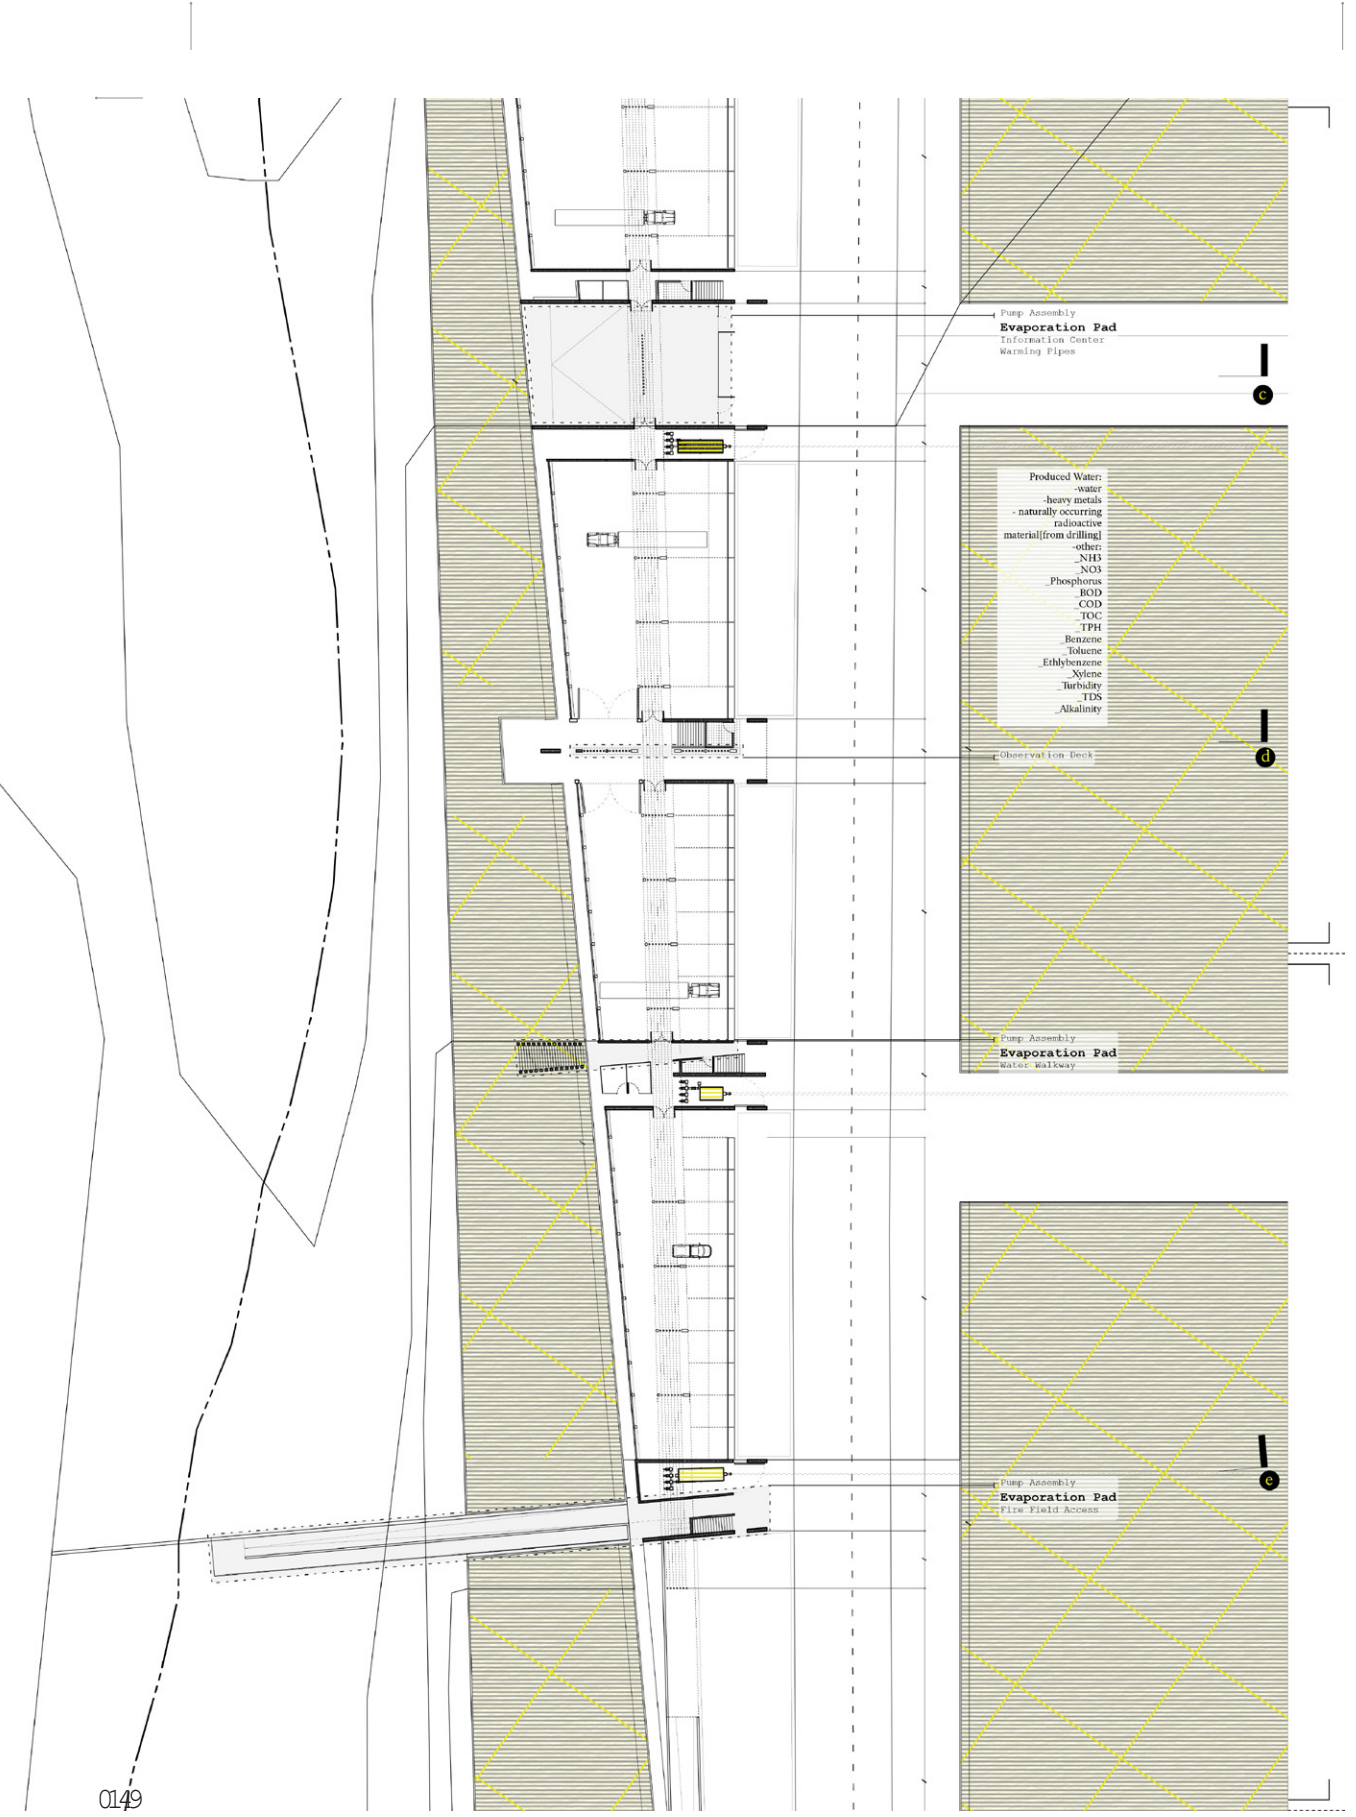 Pump Assembly
Evaporation Pad
Information Center
Warming Pipes
c
Produced Water:
-water
-heavy metals
- naturally occurring
radioactive
material[from drilling]
-other:
_NH3
_NO3
_Phosphorus
_BOD
_COD
_TOC
_TPH
_Benzene
_Toluene
_Ethlybenzene
_Xylene
_Turbidity
_TDS
_Alkalinity
Observation Deck
d
Pump Assembly
Evaporation Pad
Water Walkway
e
Pump Assembly
Evaporation Pad
Fire Field Access
0149